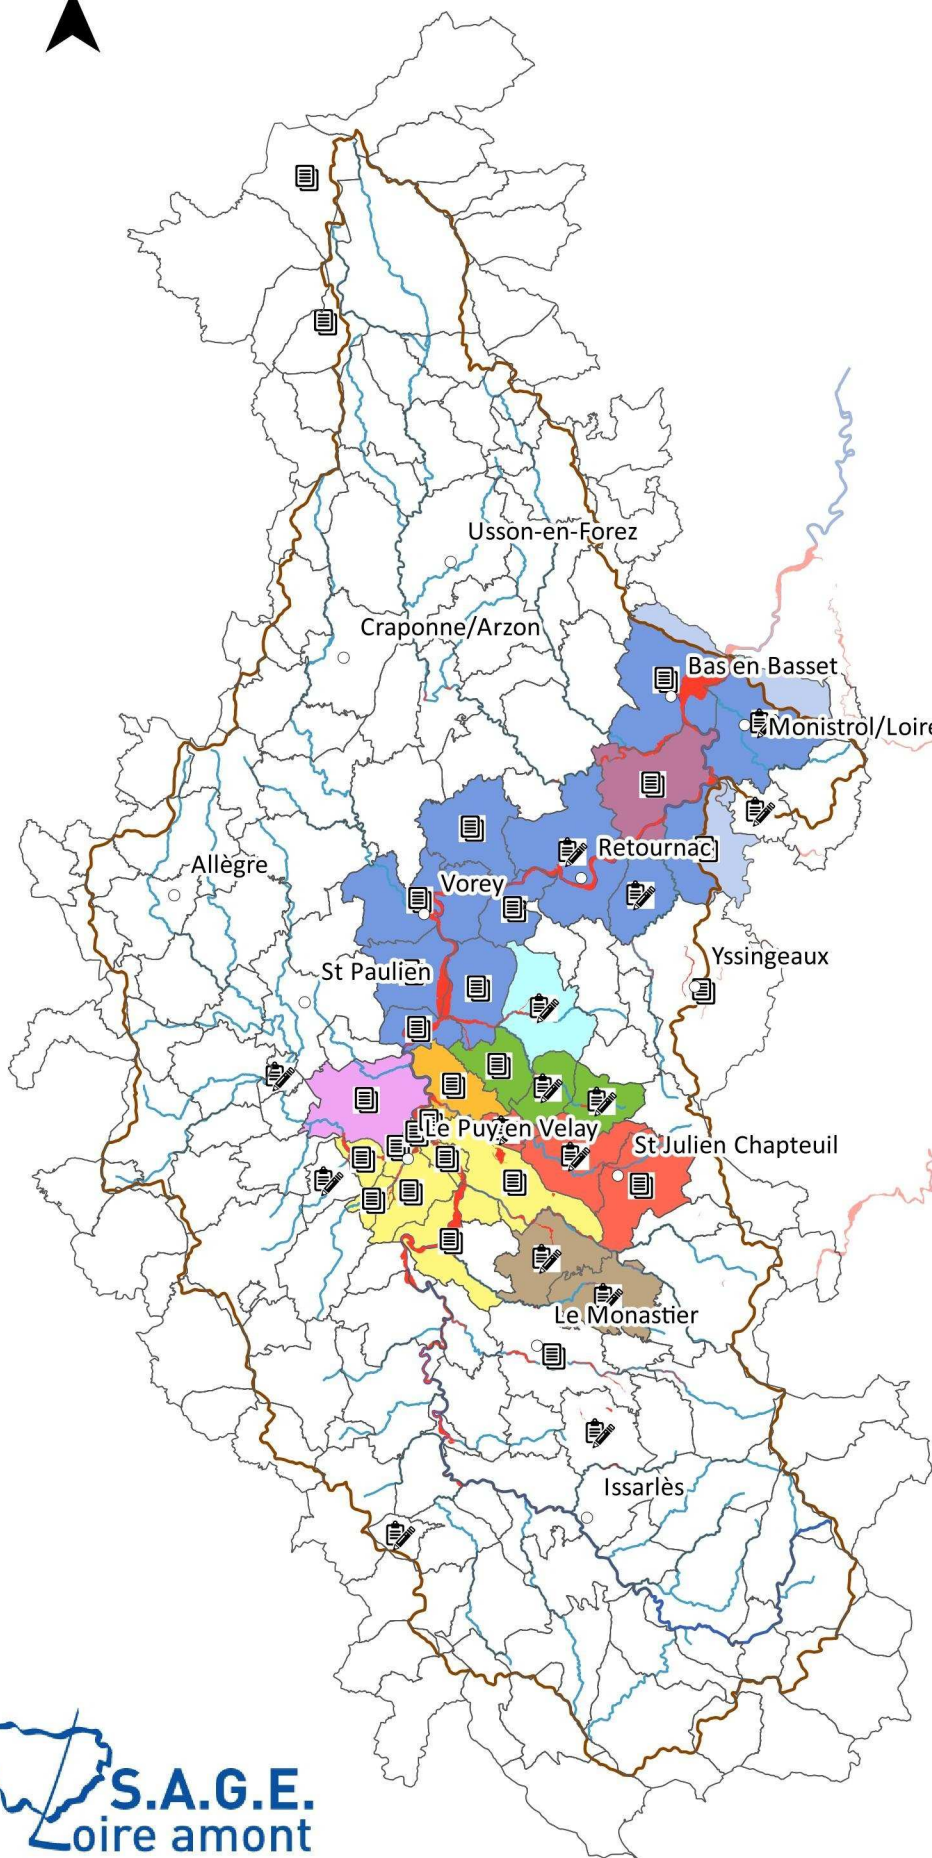 Usson-en-Forez
Craponne/Arzon
Bas en Basset
Monistrol/Loire
Retournac
Allègre
Vorey
Yssingeaux
St Paulien
Le Puy en Velay
St Julien Chapteuil
Le Monastier
Issarlès
S.A.G.E.
Loire amont